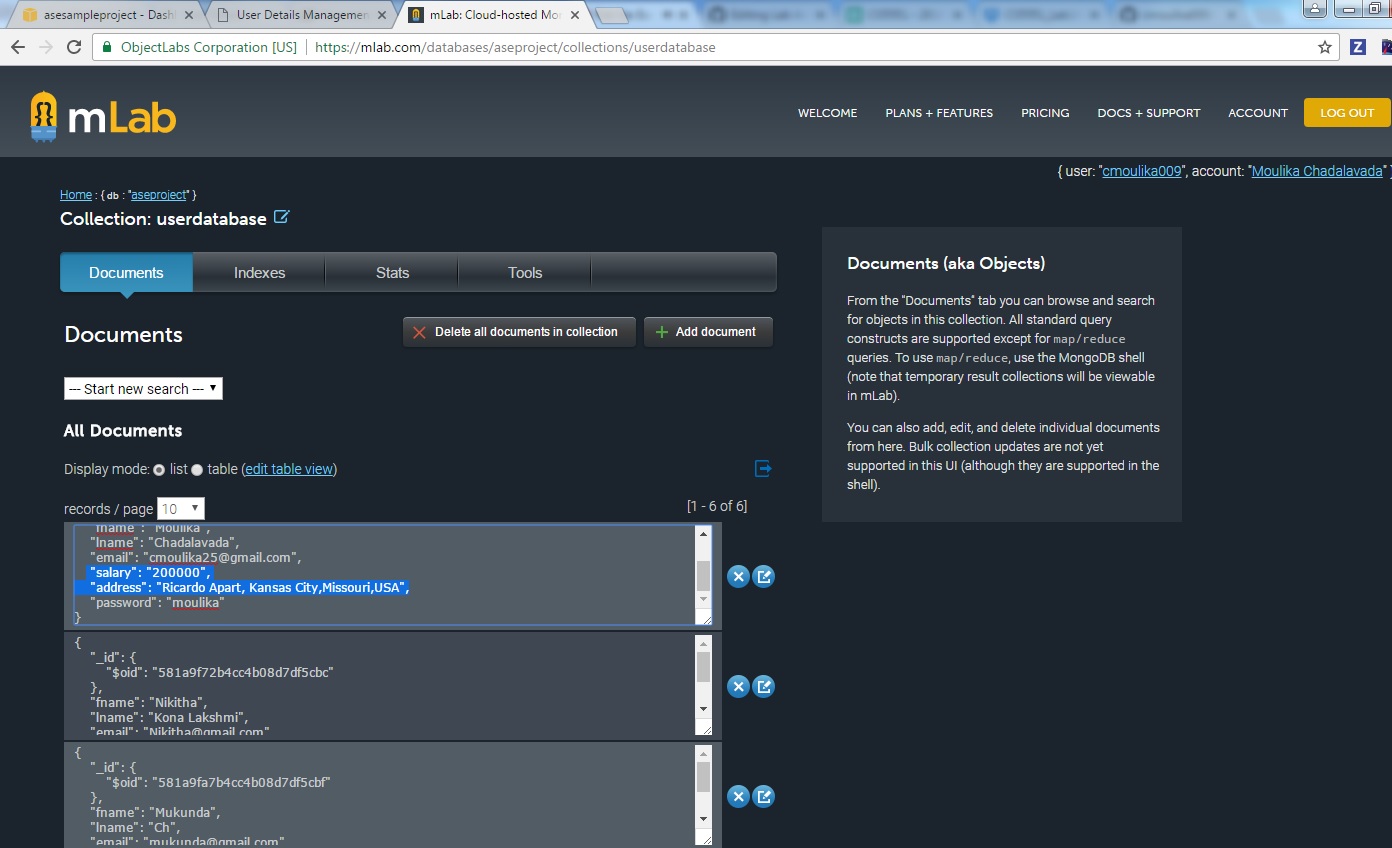 asesampleproject - Dashl
User Details Managemen
mLab: Cloud-hosted Mon
ObjectLabs Corporation [US]
https://mlab.com/databases/aseproject/collections/userdatabase
Z
mLab
WELCOME PLANS + FEATURES PRICING DOCS + SUPPORT ACCOUNT LOG OUT
{ user: "cmoulika009", account: "Moulika Chadalavada" }
Home : { db : "aseproject" }
Collection: userdatabase
Documents Indexes Stats Tools
Documents
Delete all documents in collection
Add document
--- Start new search ---
All Documents
Display mode: list table (edit table view)
records / page 10
[1 - 6 of 6]
"fname": "Moulika",
"lname": "Chadalavada",
"email": "cmoulika25@gmail.com",
"salary": "200000",
"address": "Ricardo Apart, Kansas City,Missouri,USA",
"password": "moulika"
}
{
"_id": {
"$oid": "581a9f72b4cc4b08d7df5cbc"
},
"fname": "Nikitha",
"lname": "Kona Lakshmi",
"email": "Nikitha@gmail.com"
{
"_id": {
"$oid": "581a9fa7b4cc4b08d7df5cbf"
},
"fname": "Mukunda",
"lname": "Ch",
"email": "mukunda@gmail.com"
Documents (aka Objects)
From the "Documents" tab you can browse and search
for objects in this collection. All standard query
constructs are supported except for map/reduce
queries. To use map/reduce, use the MongoDB shell
(note that temporary result collections will be viewable
in mLab).
You can also add, edit, and delete individual documents
from here. Bulk collection updates are not yet
supported in this UI (although they are supported in the
shell).